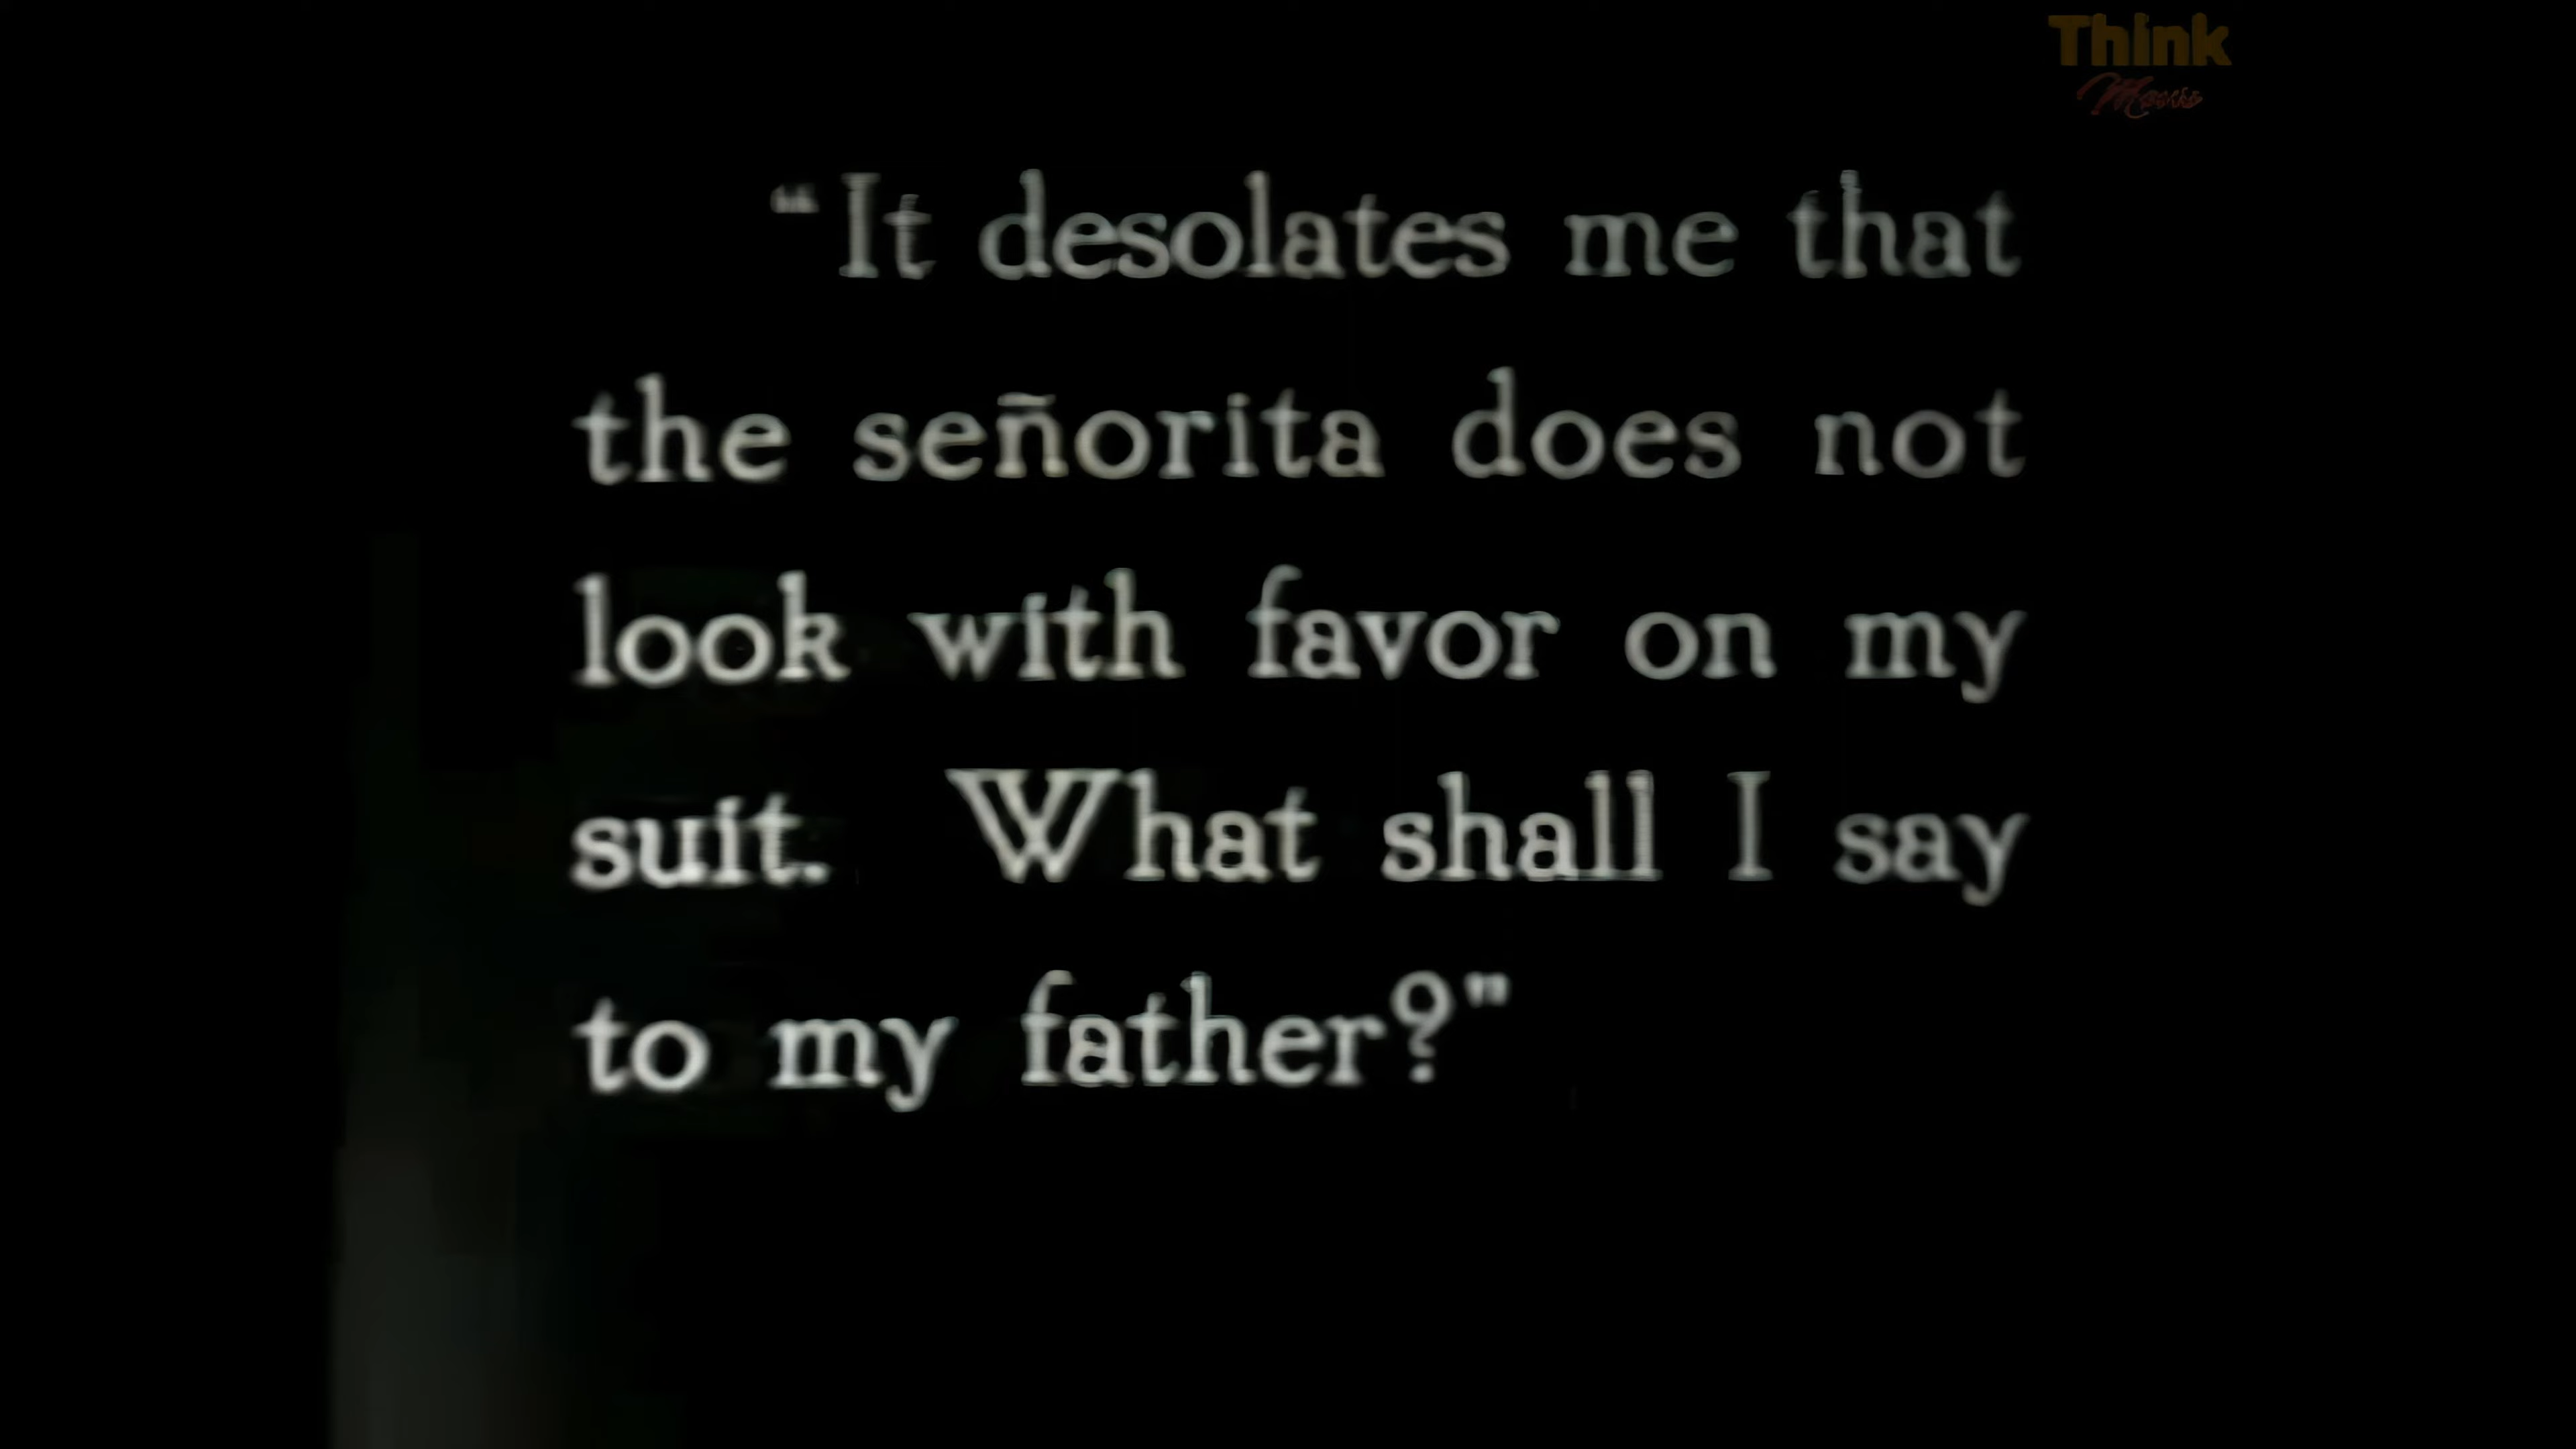 Think
Movie
“It desolates me that
the señorita does not
look with favor on my
suit. What shall I say
to my father?"